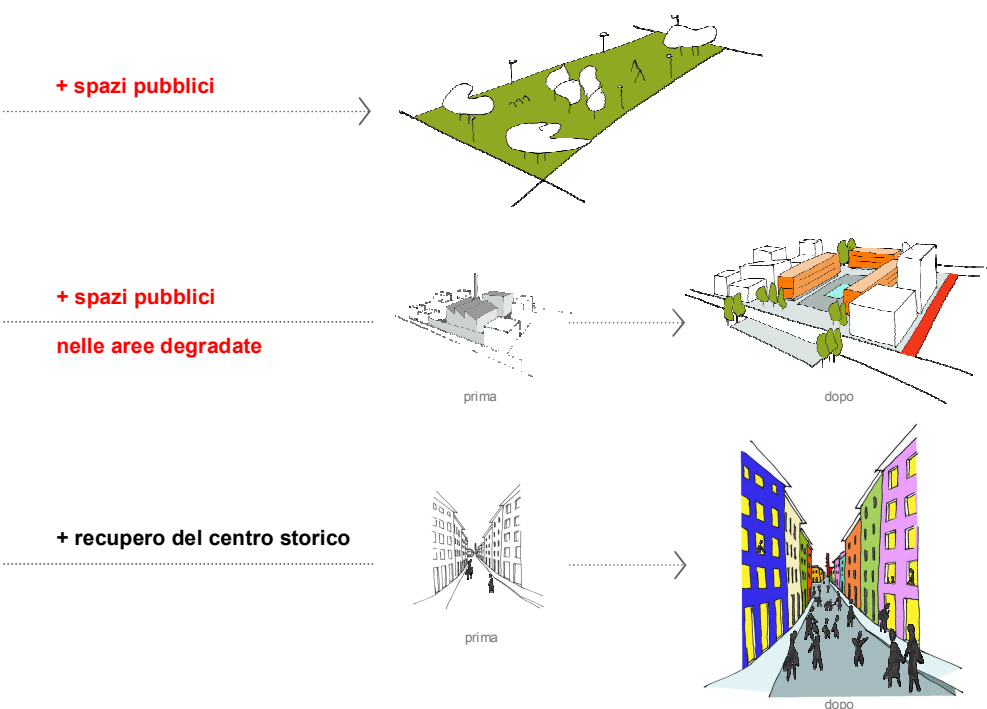 + spazi pubblici
+ spazi pubblici
nelle aree degradate
prima
dopo
+ recupero del centro storico
prima
dopo